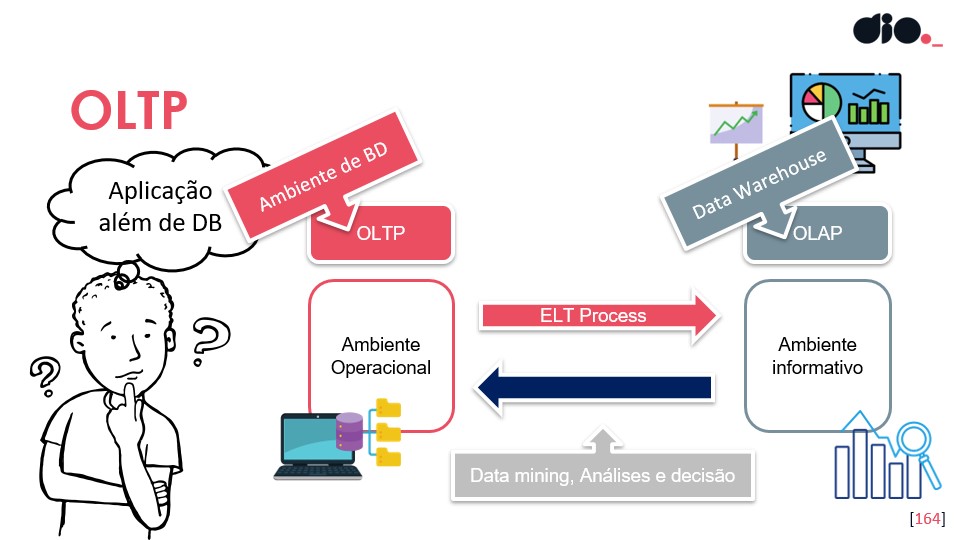 dio._
OLTP
Aplicação
além de DB
Ambiente de BD
OLTP
Data Warehouse
OLAP
Ambiente
Operacional
ELT Process
Ambiente
informativo
Data mining, Análises e decisão
? ?
[164]